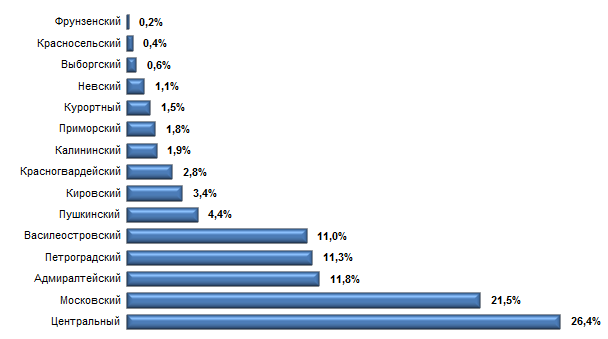 Фрунзенский 0,2%
Красносельский 0,4%
Выборгский 0,6%
Невский 1,1%
Курортный 1,5%
Приморский 1,8%
Калининский 1,9%
Красногвардейский 2,8%
Кировский 3,4%
Пушкинский 4,4%
Василеостровский 11,0%
Петроградский 11,3%
Адмиралтейский 11,8%
Московский 21,5%
Центральный 26,4%